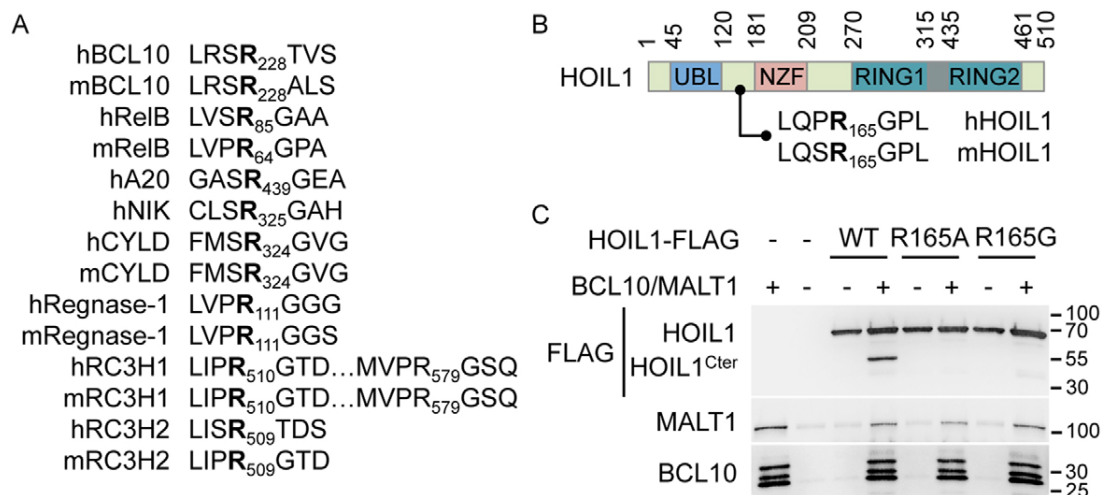 A
hBCL10 LRSR228TVS
mBCL10 LRSR228ALS
hRelB LVSR85GAA
mRelB LVPR64GPA
hA20 GASR439GEA
hNIK CLSR325GAH
hCYLD FMSR324GVG
mCYLD FMSR324GVG
hRegnase-1 LVPR111GGG
mRegnase-1 LVPR111GGS
hRC3H1 LIPR510GTD...MVPR579GSQ
mRC3H1 LIPR510GTD...MVPR579GSQ
hRC3H2 LISR509TDS
mRC3H2 LIPR509GTD
B
1 45 120 181 209 270 315 435 461 510
HOIL1 UBL NZF RING1 RING2
LQPR165GPL hHOIL1
LQSR165GPL mHOIL1
C
HOIL1-FLAG - - WT R165A R165G
BCL10/MALT1 + - - + - + - +
FLAG
HOIL1
HOIL1Cter
100
70
55
30
MALT1
100
BCL10
30
25